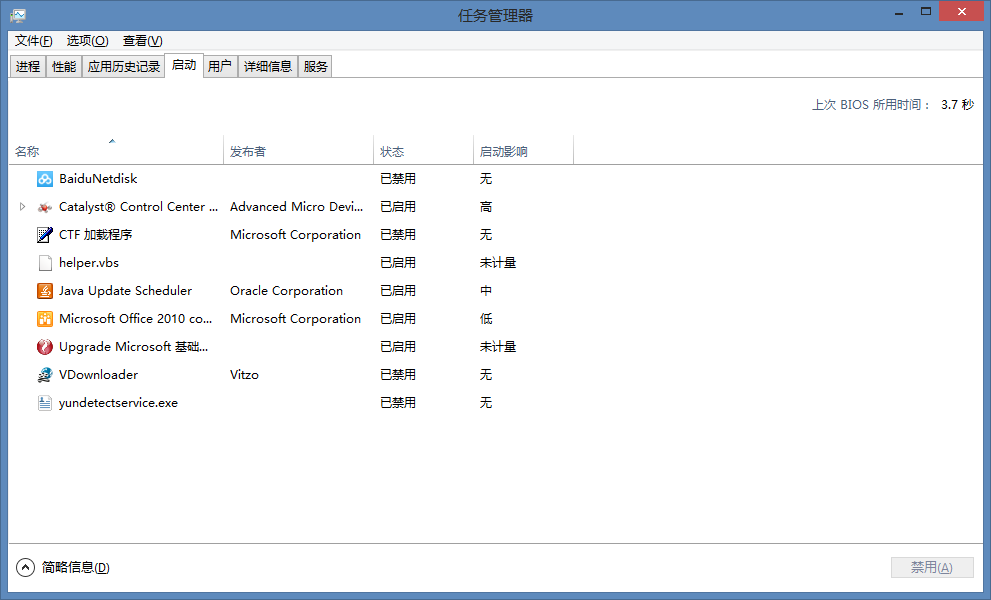 任务管理器
文件(F) 选项(O) 查看(V)
进程 性能 应用历史记录 启动 用户 详细信息 服务
上次 BIOS 所用时间： 3.7 秒
名称 发布者 状态 启动影响
BaiduNetdisk 已禁用 无
Catalyst® Control Center ... Advanced Micro Devi... 已启用 高
CTF 加载程序 Microsoft Corporation 已禁用 无
helper.vbs 已启用 未计量
Java Update Scheduler Oracle Corporation 已启用 中
Microsoft Office 2010 co... Microsoft Corporation 已启用 低
Upgrade Microsoft 基础... 已启用 未计量
VDownloader Vitzo 已禁用 无
yundetectservice.exe 已禁用 无
简略信息(D) 禁用(A)